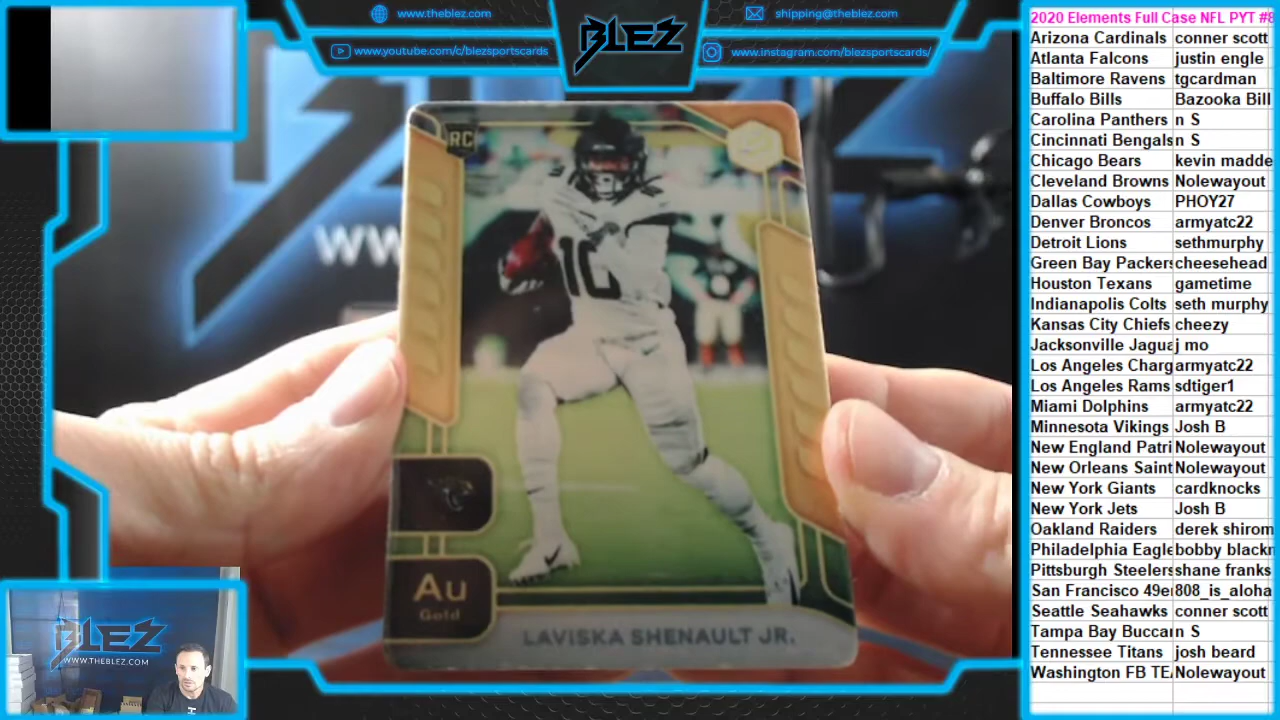 www.theblez.com
shipping@theblez.com
www.youtube.com/c/blezsportscards
www.instagram.com/blezsportscards/
BLEZ
RC
10
Au
Gold
LAVISKA SHENAULT JR.
BLEZ
WWW.THEBLEZ.COM
2020 Elements Full Case NFL PYT #8
Arizona Cardinals conner scott
Atlanta Falcons justin engle
Baltimore Ravens tgcardman
Buffalo Bills Bazooka Bill
Carolina Panthers n S
Cincinnati Bengals n S
Chicago Bears kevin madde
Cleveland Browns Nolewayout
Dallas Cowboys PHOY27
Denver Broncos armyatc22
Detroit Lions sethmurphy
Green Bay Packers cheesehead
Houston Texans gametime
Indianapolis Colts seth murphy
Kansas City Chiefs cheezy
Jacksonville Jagua j mo
Los Angeles Charg armyatc22
Los Angeles Rams sdtiger1
Miami Dolphins armyatc22
Minnesota Vikings Josh B
New England Patri Nolewayout
New Orleans Saint Nolewayout
New York Giants cardknocks
New York Jets Josh B
Oakland Raiders derek shirom
Philadelphia Eagle bobby blackn
Pittsburgh Steelers shane franks
San Francisco 49er 808_is_aloha
Seattle Seahawks conner scott
Tampa Bay Buccan n S
Tennessee Titans josh beard
Washington FB TEA Nolewayout